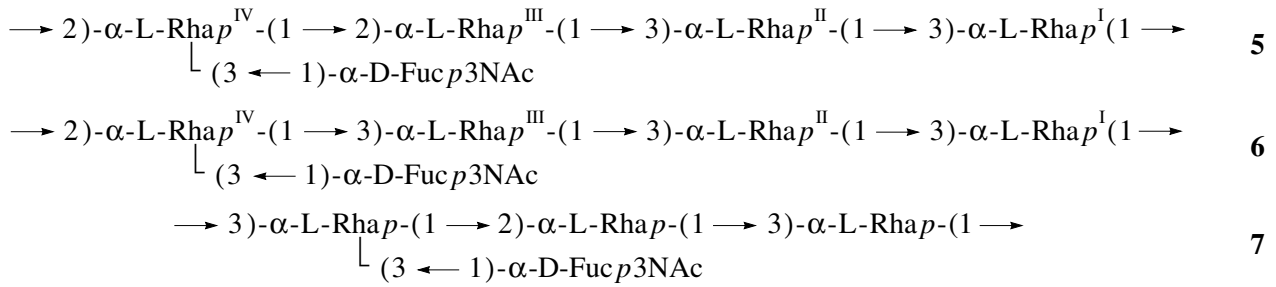 → 2)-α-L-Rhap^IV-(1 → 2)-α-L-Rhap^III-(1 → 3)-α-L-Rhap^II-(1 → 3)-α-L-Rhap^I(1 → 5
(3 ← 1)-α-D-Fucp3NAc
→ 2)-α-L-Rhap^IV-(1 → 3)-α-L-Rhap^III-(1 → 3)-α-L-Rhap^II-(1 → 3)-α-L-Rhap^I(1 → 6
(3 ← 1)-α-D-Fucp3NAc
→ 3)-α-L-Rhap-(1 → 2)-α-L-Rhap-(1 → 3)-α-L-Rhap-(1 → 7
(3 ← 1)-α-D-Fucp3NAc